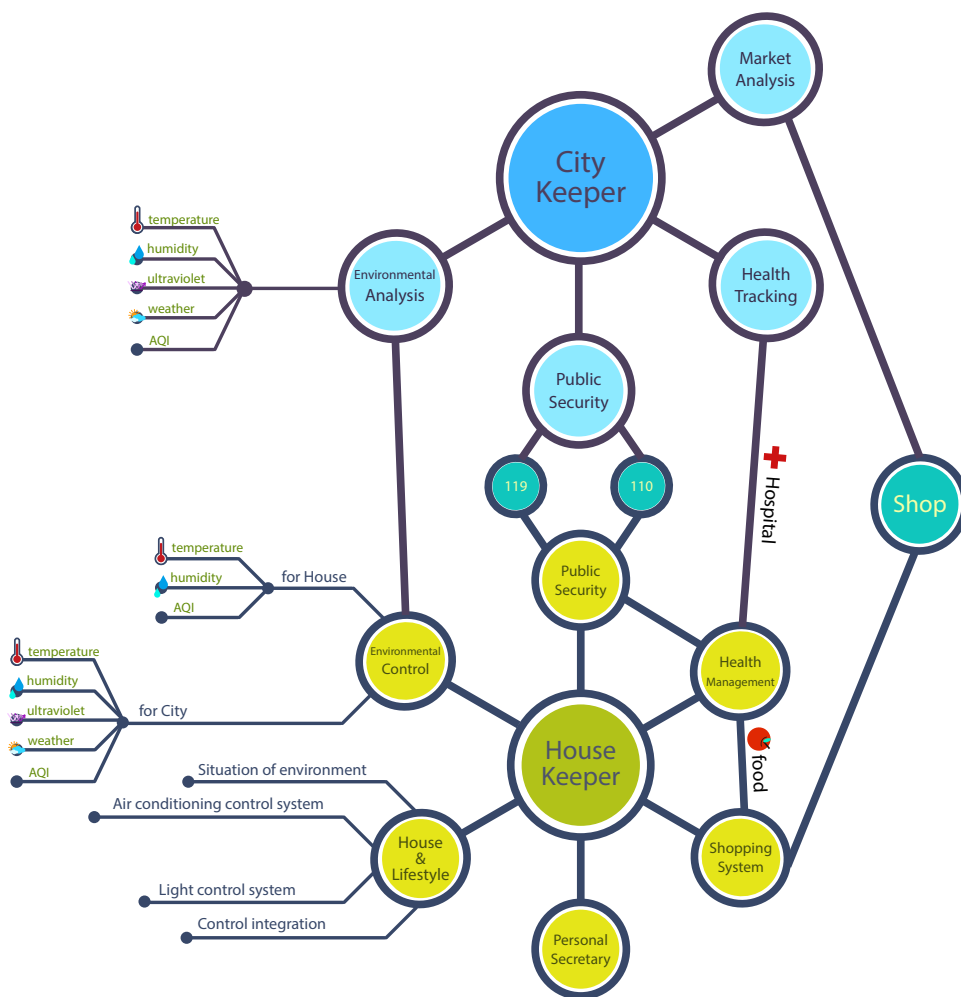 Market
Analysis
City
Keeper
temperature
humidity
ultraviolet
weather
AQI
Environmental
Analysis
Health
Tracking
Public
Security
119
110
Hospital
Shop
temperature
humidity
AQI
for House
Public
Security
Environmental
Control
Health
Management
temperature
humidity
ultraviolet
weather
AQI
for City
House
Keeper
food
Situation of environment
Air conditioning control system
Light control system
Control integration
House
&
Lifestyle
Shopping
System
Personal
Secretary